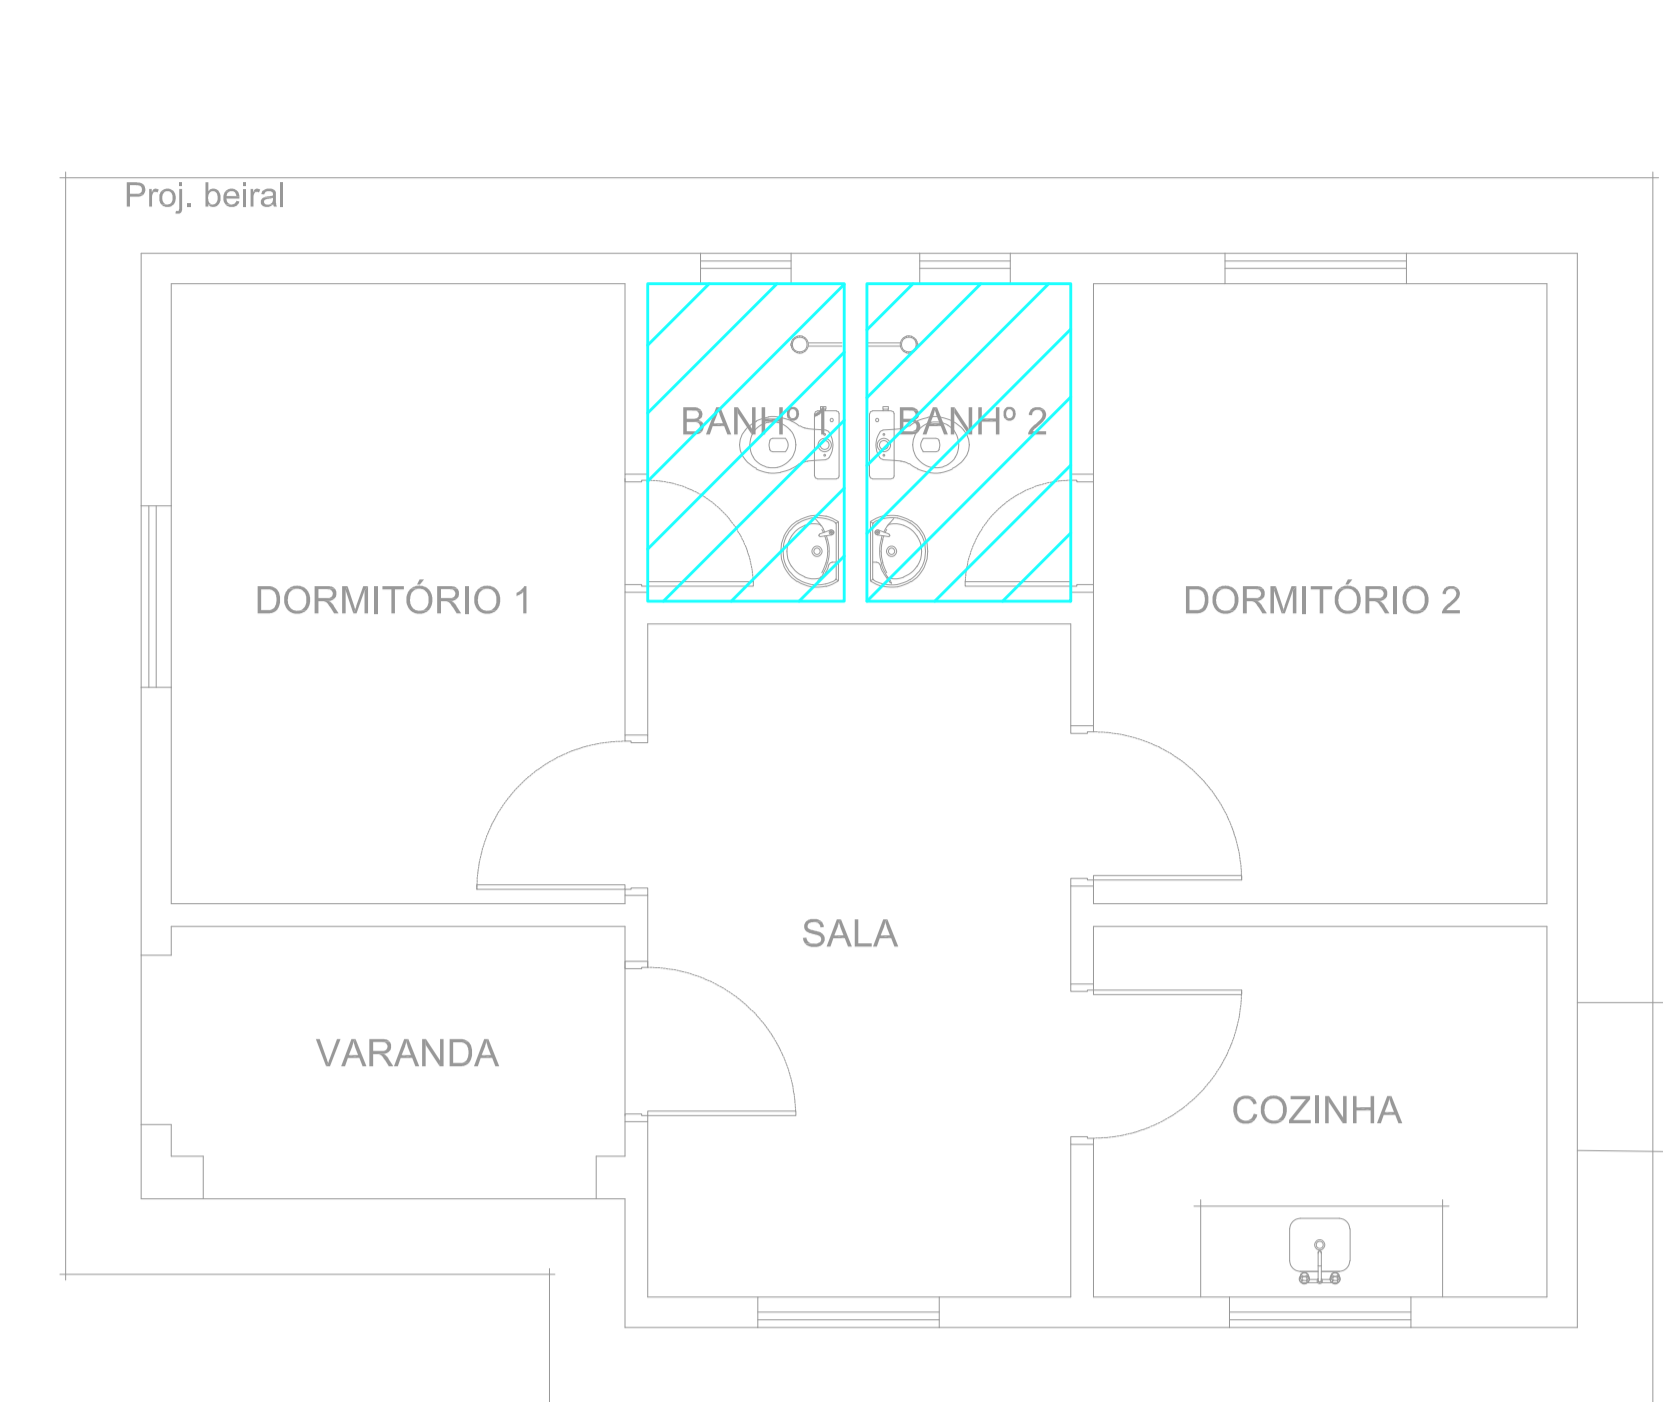 Proj. beiral
BANHº 1
BANHº 2
DORMITÓRIO 1
DORMITÓRIO 2
SALA
VARANDA
COZINHA